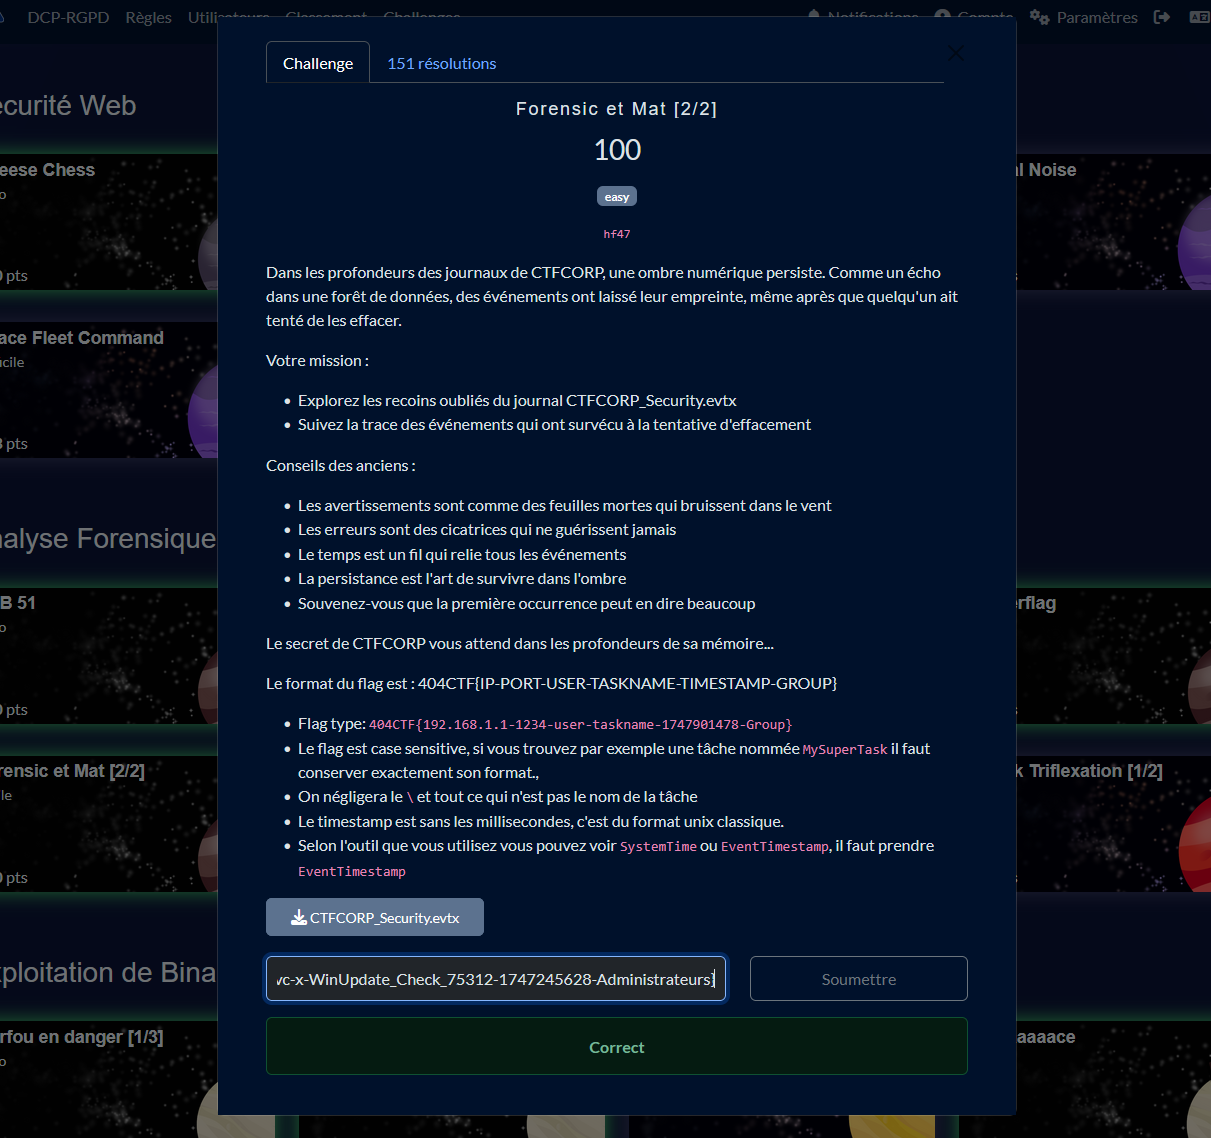 DCP-RGPD Règles Utilisateurs Classement Challenges Notifications Compte Paramètres
Challenge 151 résolutions
Forensic et Mat [2/2]
100
easy
hf47
Dans les profondeurs des journaux de CTFCORP, une ombre numérique persiste. Comme un écho
dans une forêt de données, des événements ont laissé leur empreinte, même après que quelqu'un ait
tenté de les effacer.
Votre mission :
• Explorez les recoins oubliés du journal CTFCORP_Security.evtx
• Suivez la trace des événements qui ont survécu à la tentative d'effacement
Conseils des anciens :
• Les avertissements sont comme des feuilles mortes qui bruissent dans le vent
• Les erreurs sont des cicatrices qui ne guérissent jamais
• Le temps est un fil qui relie tous les événements
• La persistance est l'art de survivre dans l'ombre
• Souvenez-vous que la première occurrence peut en dire beaucoup
Le secret de CTFCORP vous attend dans les profondeurs de sa mémoire...
Le format du flag est : 404CTF{IP-PORT-USER-TASKNAME-TIMESTAMP-GROUP}
• Flag type: 404CTF{192.168.1.1-1234-user-taskname-1747901478-Group}
• Le flag est case sensitive, si vous trouvez par exemple une tâche nommée MySuperTask il faut
conserver exactement son format.,
• On négligera le \ et tout ce qui n'est pas le nom de la tâche
• Le timestamp est sans les millisecondes, c'est du format unix classique.
• Selon l'outil que vous utilisez vous pouvez voir SystemTime ou EventTimestamp, il faut prendre
EventTimestamp
CTFCORP_Security.evtx
vc-x-WinUpdate_Check_75312-1747245628-Administrateurs}
Soumettre
Correct
ecurité Web
eese Chess
al Noise
pts
ace Fleet Command
cile
pts
nalyse Forensique
B 51
erflag
pts
rensic et Mat [2/2]
k Triflexation [1/2]
le
pts
xploitation de Bina
rfou en danger [1/3]
aaaace